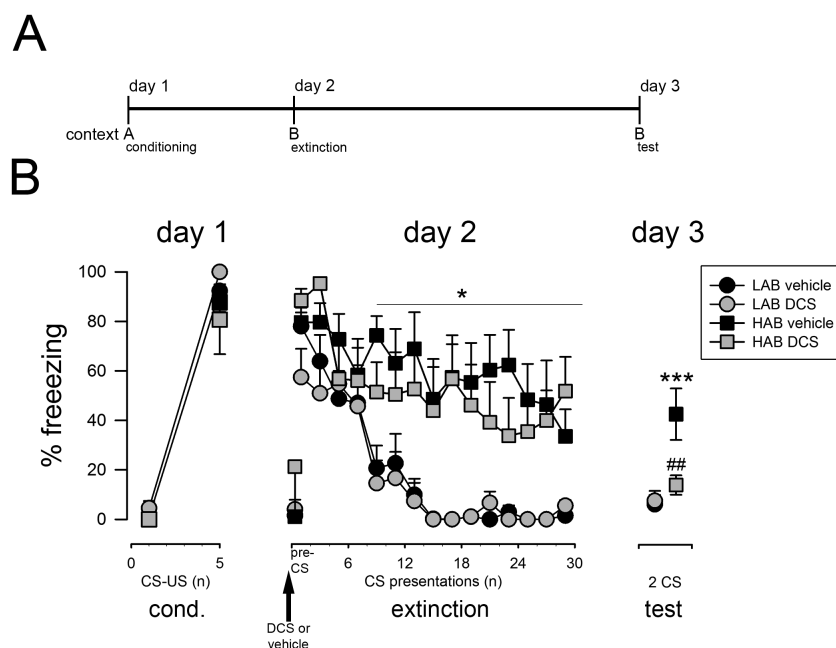 A
day 1
day 2
day 3
context A
B
B
conditioning
extinction
test
B
day 1
day 2
day 3
% freeezing
100
80
60
40
20
0
LAB vehicle
LAB DCS
HAB vehicle
HAB DCS
*
***
##
0
5
pre-
CS
6
12
18
24
30
CS-US (n)
CS presentations (n)
2 CS
cond.
extinction
test
DCS or
vehicle